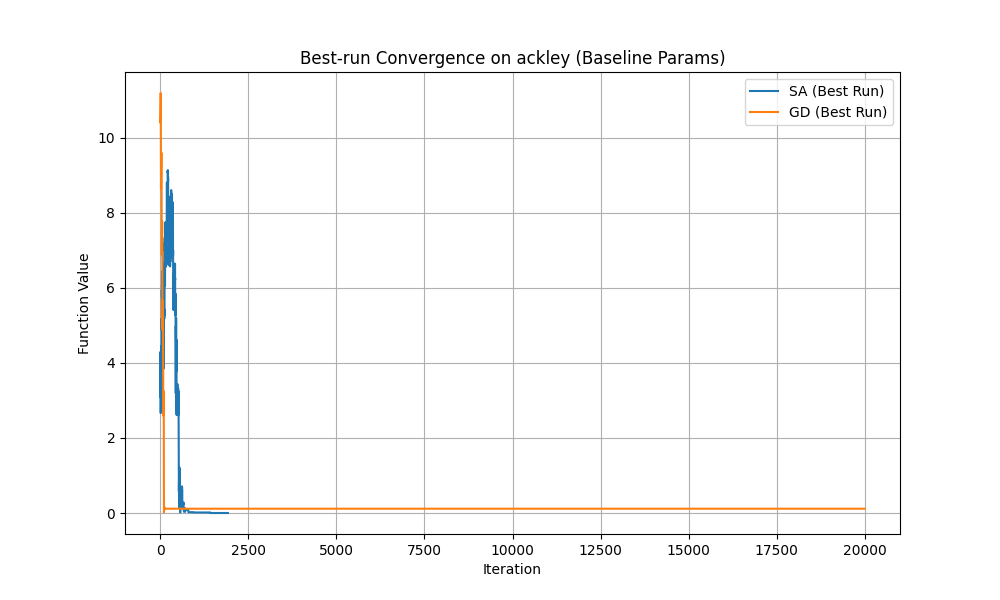 Best-run Convergence on ackley (Baseline Params)
SA (Best Run)
GD (Best Run)
10
8
6
4
2
0
Function Value
0 2500 5000 7500 10000 12500 15000 17500 20000
Iteration